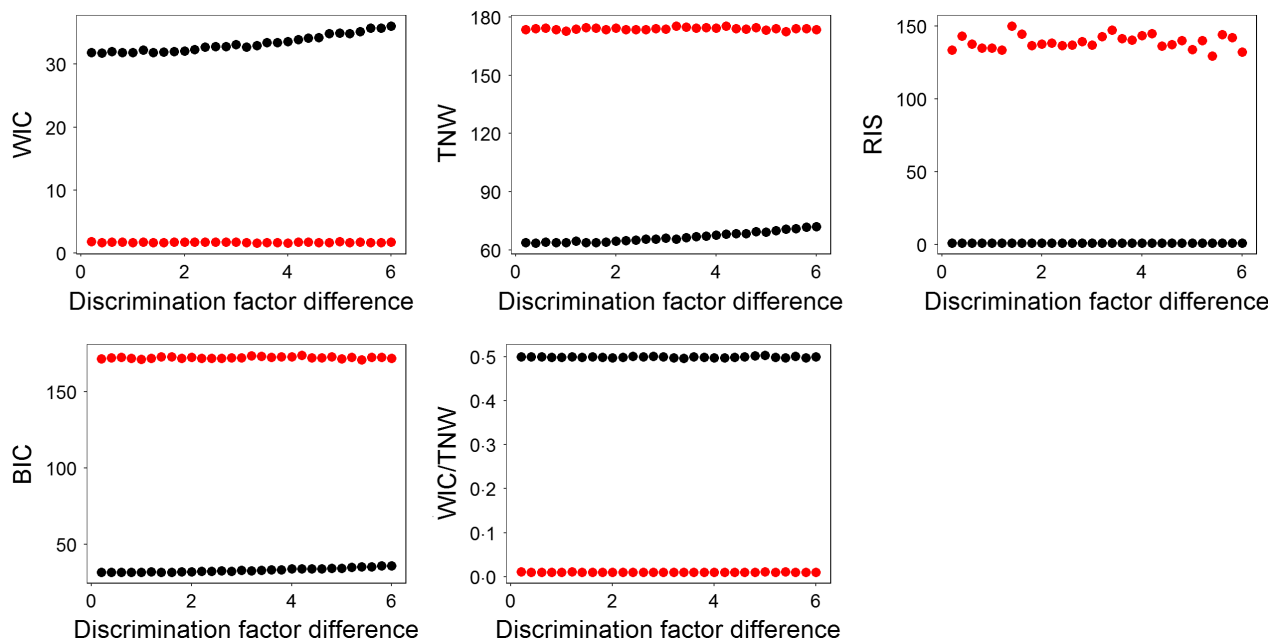 WIC
30
20
10
0
0 2 4 6
Discrimination factor difference
TNW
180
150
120
90
60
0 2 4 6
Discrimination factor difference
RIS
150
100
50
0
0 2 4 6
Discrimination factor difference
BIC
150
100
50
0 2 4 6
Discrimination factor difference
WIC/TNW
0·5
0·4
0·3
0·2
0·1
0·0
0 2 4 6
Discrimination factor difference